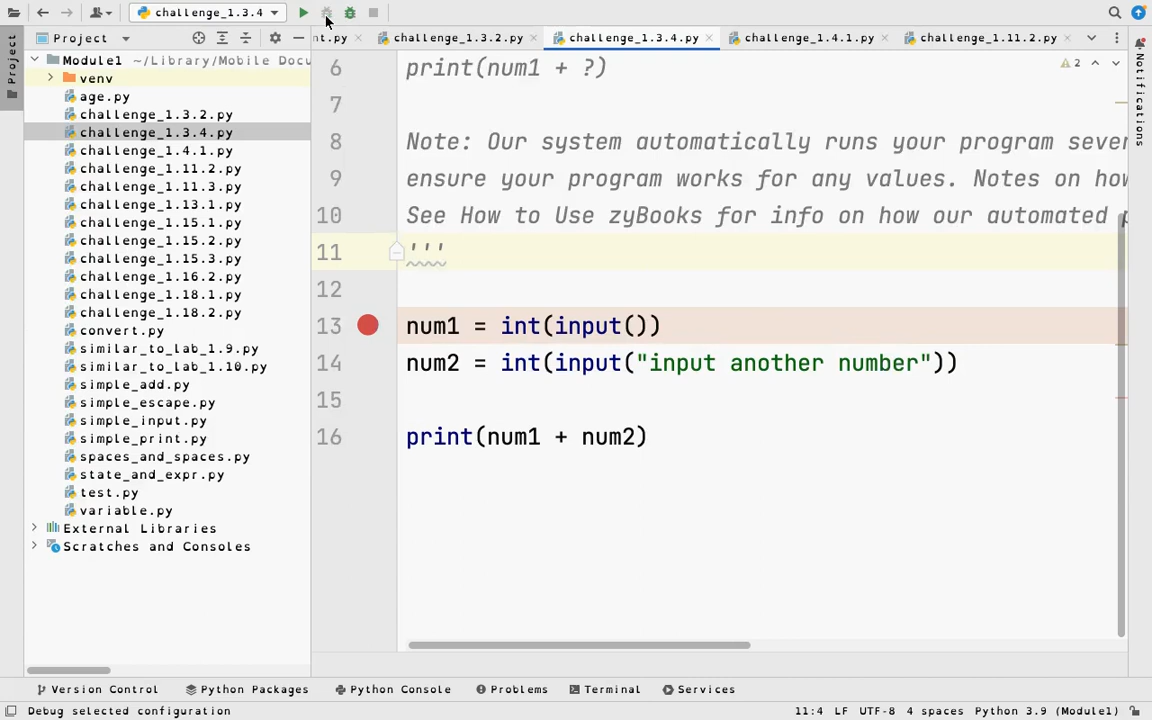 challenge_1.3.4
Project
nt.py
challenge_1.3.2.py
challenge_1.3.4.py
challenge_1.4.1.py
challenge_1.11.2.py
Project
Notifications
Module1 ~/Library/Mobile Docu
venv
age.py
challenge_1.3.2.py
challenge_1.3.4.py
challenge_1.4.1.py
challenge_1.11.2.py
challenge_1.11.3.py
challenge_1.13.1.py
challenge_1.15.1.py
challenge_1.15.2.py
challenge_1.15.3.py
challenge_1.16.2.py
challenge_1.18.1.py
challenge_1.18.2.py
convert.py
similar_to_lab_1.9.py
similar_to_lab_1.10.py
simple_add.py
simple_escape.py
simple_input.py
simple_print.py
spaces_and_spaces.py
state_and_expr.py
test.py
variable.py
External Libraries
Scratches and Consoles
2
6 print(num1 + ?)
7
8 Note: Our system automatically runs your program sever
9 ensure your program works for any values. Notes on how
10 See How to Use zyBooks for info on how our automated p
11 '''
12
13 num1 = int(input())
14 num2 = int(input("input another number"))
15
16 print(num1 + num2)
Version Control
Python Packages
Python Console
Problems
Terminal
Services
Debug selected configuration
11:4 LF UTF-8 4 spaces Python 3.9 (Module1)